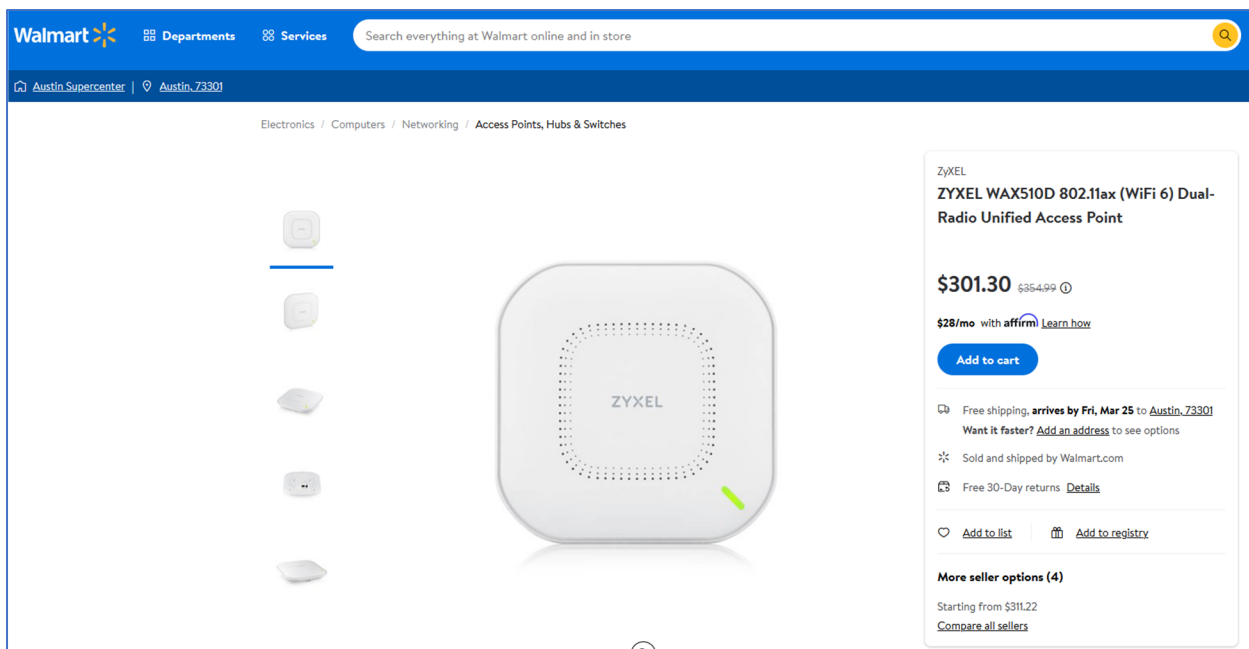 Walmart
Departments
Services
Search everything at Walmart online and in store
Austin Supercenter | Austin, 73301
Electronics / Computers / Networking / Access Points, Hubs & Switches
ZyXEL
ZYXEL WAX510D 802.11ax (WiFi 6) Dual-
Radio Unified Access Point
$301.30 $354.99
$28/mo with affirm Learn how
Add to cart
Free shipping, arrives by Fri, Mar 25 to Austin, 73301
Want it faster? Add an address to see options
Sold and shipped by Walmart.com
Free 30-Day returns Details
Add to list
Add to registry
More seller options (4)
Starting from $311.22
Compare all sellers
ZYXEL